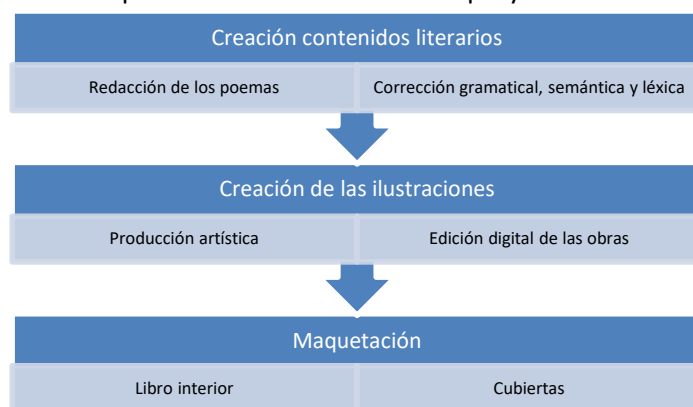 Creación contenidos literarios
Redacción de los poemas
Corrección gramatical, semántica y léxica
Creación de las ilustraciones
Producción artística
Edición digital de las obras
Maquetación
Libro interior
Cubiertas